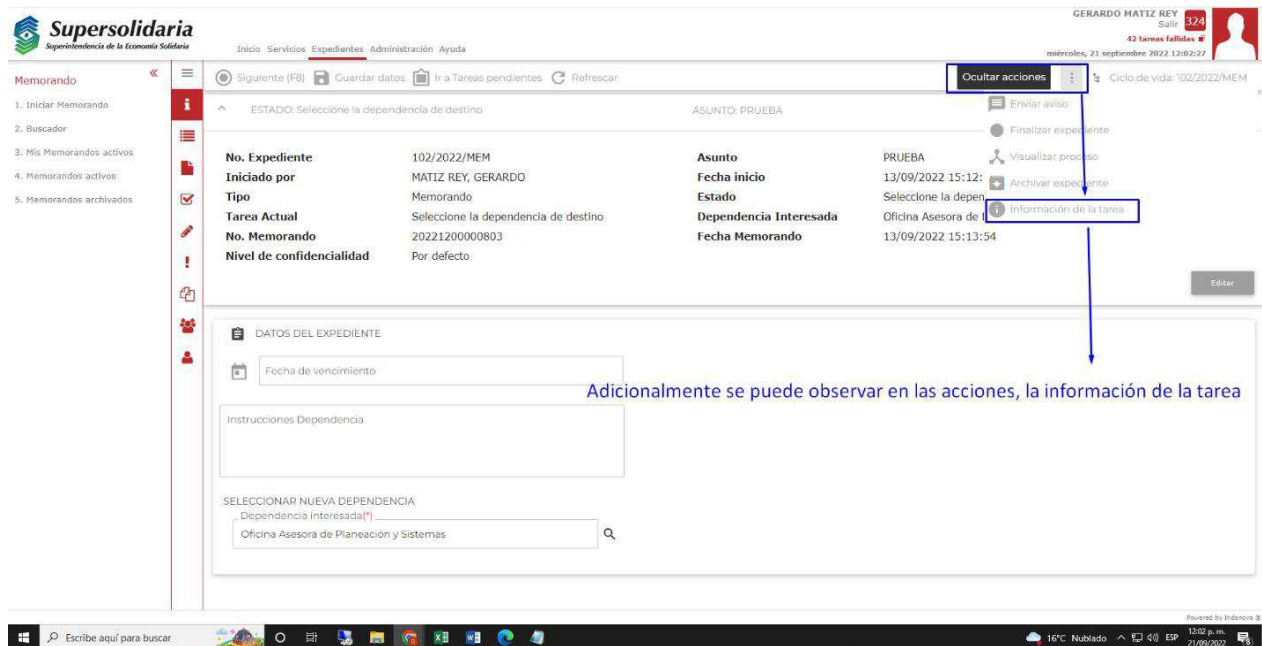 Supersolidaria
Superintendencia de la Economía Solidaria
Inicio Servicios Expedientes Administración Ayuda
GERARDO MATIZ REY
Salir 324
42 tareas fallidas
miércoles, 21 septiembre 2022 12:02:27
Memorando «
1. Iniciar Memorando
2. Buscador
3. Mis Memorandos activos
4. Memorandos activos
5. Memorandos archivados
Siguiente (F8) Guardar datos Ir a Tareas pendientes Refrescar
Ocultar acciones
Ciclo de vida: 102/2022/MEM
ESTADO: Seleccione la dependencia de destino ASUNTO: PRUEBA
Enviar aviso
Finalizar expediente
Visualizar proceso
Archivar expediente
Información de la tarea
No. Expediente 102/2022/MEM Asunto PRUEBA
Iniciado por MATIZ REY, GERARDO Fecha inicio 13/09/2022 15:12:
Tipo Memorando Estado Seleccione la depen
Tarea Actual Seleccione la dependencia de destino Dependencia Interesada Oficina Asesora de
No. Memorando 20221200000803 Fecha Memorando 13/09/2022 15:13:54
Nivel de confidencialidad Por defecto
Editar
DATOS DEL EXPEDIENTE
Fecha de vencimiento
Adicionalmente se puede observar en las acciones, la información de la tarea
Instrucciones Dependencia
SELECCIONAR NUEVA DEPENDENCIA
Dependencia interesada(*)
Oficina Asesora de Planeación y Sistemas
Powered by Indenova ®
Escribe aquí para buscar
16°C Nublado ESP 12:02 p. m.
21/09/2022